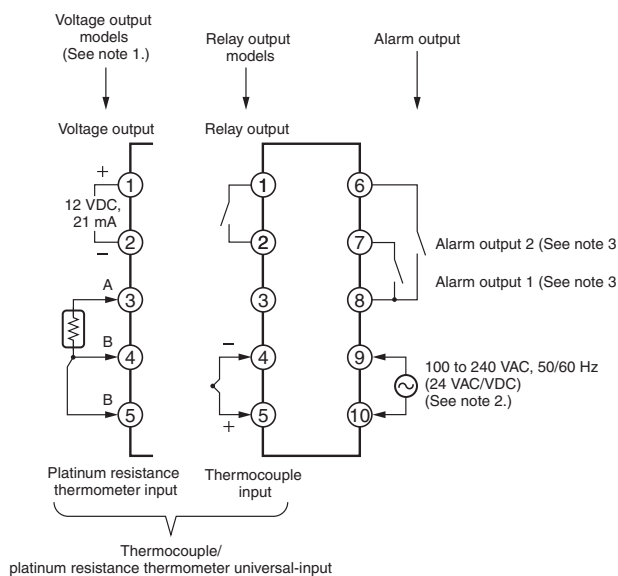 Voltage output
models
(See note 1.)
Relay output
models
Alarm output
Voltage output
Relay output
+
1
12 VDC,
21 mA
2
−
A
3
B
4
B
5
1
2
3
−
4
5
+
6
7
8
9
10
Alarm output 2 (See note 3
Alarm output 1 (See note 3
100 to 240 VAC, 50/60 Hz
(24 VAC/VDC)
(See note 2.)
Platinum resistance
thermometer input
Thermocouple
input
Thermocouple/
platinum resistance thermometer universal-input